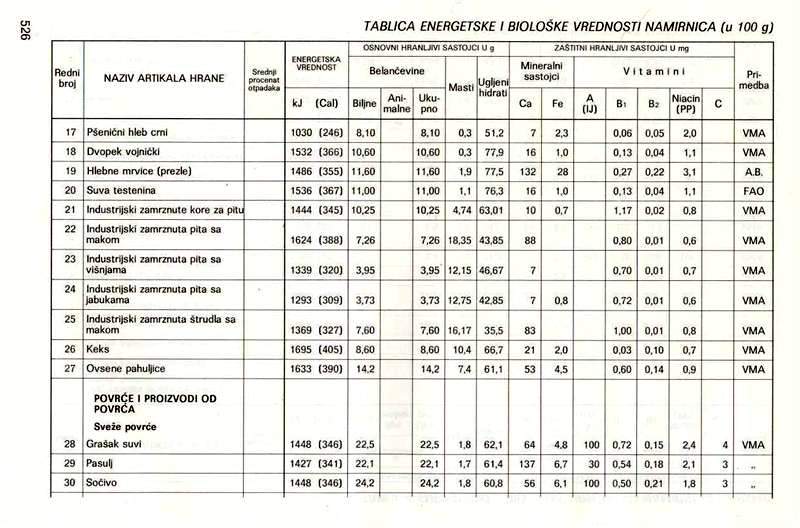 526
TABLICA ENERGETSKE I BIOLOŠKE VREDNOSTI NAMIRNICA (u 100 g)
Redni broj NAZIV ARTIKALA HRANE Srednji procenat otpadaka ENERGETSKA VREDNOST OSNOVNI HRANLJIVI SASTOJCI U g ZAŠTITNI HRANLJIVI SASTOJCI U mg Primedba
Belančevine Masti Ugljeni hidrati Mineralni sastojci Vitamini
kJ (Cal) Biljne Ani-malne Uku-pno Ca Fe A (IJ) B1 B2 Niacin (PP) C
17 Pšenični hleb crni 1030 (246) 8,10 8,10 0,3 51,2 7 2,3 0,06 0,05 2,0 VMA
18 Dvopek vojnički 1532 (366) 10,60 10,60 0,3 77,9 16 1,0 0,13 0,04 1,1 VMA
19 Hlebne mrvice (prezle) 1486 (355) 11,60 11,60 1,9 77,5 132 28 0,27 0,22 3,1 A.B.
20 Suva testenina 1536 (367) 11,00 11,00 1,1 76,3 16 1,0 0,13 0,04 1,1 FAO
21 Industrijski zamrznute kore za pitu 1444 (345) 10,25 10,25 4,74 63,01 10 0,7 1,17 0,02 0,8 VMA
22 Industrijski zamrznuta pita sa
makom 1624 (388) 7,26 7,26 18,35 43,85 88 0,80 0,01 0,6 VMA
23 Industrijski zamrznuta pita sa
višnjama 1339 (320) 3,95 3,95 12,15 46,67 7 0,70 0,01 0,7 VMA
24 Industrijski zamrznuta pita sa
jabukama 1293 (309) 3,73 3,73 12,75 42,85 7 0,8 0,72 0,01 0,6 VMA
25 Industrijski zamrznuta štrudla sa
makom 1369 (327) 7,60 7,60 16,17 35,5 83 1,00 0,01 0,8 VMA
26 Keks 1695 (405) 8,60 8,60 10,4 66,7 21 2,0 0,03 0,10 0,7 VMA
27 Ovsene pahuljice 1633 (390) 14,2 14,2 7,4 61,1 53 4,5 0,60 0,14 0,9 VMA
POVRĆE I PROIZVODI OD
POVRĆA
Sveže povrće
28 Grašak suvi 1448 (346) 22,5 22,5 1,8 62,1 64 4,8 100 0,72 0,15 2,4 4 VMA
29 Pasulj 1427 (341) 22,1 22,1 1,7 61,4 137 6,7 30 0,54 0,18 2,1 3 „
30 Sočivo 1448 (346) 24,2 24,2 1,8 60,8 56 6,1 100 0,50 0,21 1,8 3 „